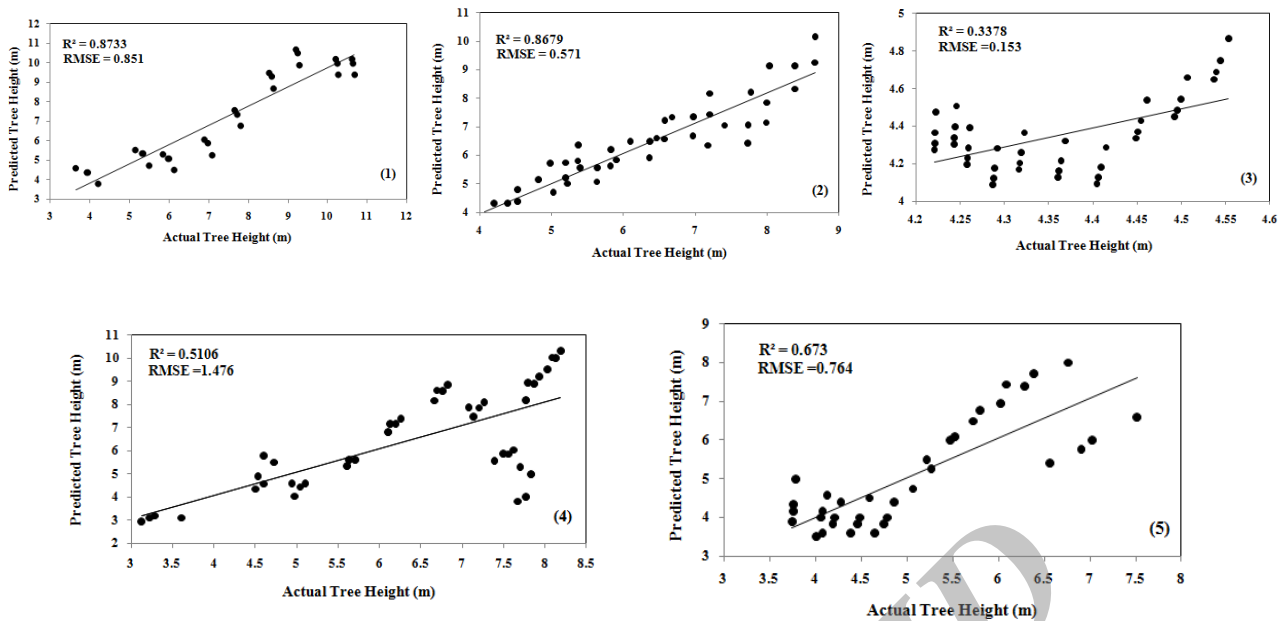 R² = 0.8733
RMSE = 0.851
12
11
10
9
8
7
6
5
4
3
3 4 5 6 7 8 9 10 11 12
Predicted Tree Height (m)
Actual Tree Height (m)
(1)
R² = 0.8679
RMSE = 0.571
11
10
9
8
7
6
5
4
4 5 6 7 8 9
Predicted Tree Height (m)
Actual Tree Height (m)
(2)
R² = 0.3378
RMSE =0.153
5
4.8
4.6
4.4
4.2
4
4.2 4.25 4.3 4.35 4.4 4.45 4.5 4.55 4.6
Predicted Tree Height (m)
Actual Tree Height (m)
(3)
R² = 0.5106
RMSE =1.476
11
10
9
8
7
6
5
4
3
2
3 3.5 4 4.5 5 5.5 6 6.5 7 7.5 8 8.5
Predicted Tree Height (m)
Actual Tree Height (m)
(4)
R² = 0.673
RMSE =0.764
9
8
7
6
5
4
3
3 3.5 4 4.5 5 5.5 6 6.5 7 7.5 8
Predicted Tree Height (m)
Actual Tree Height (m)
(5)